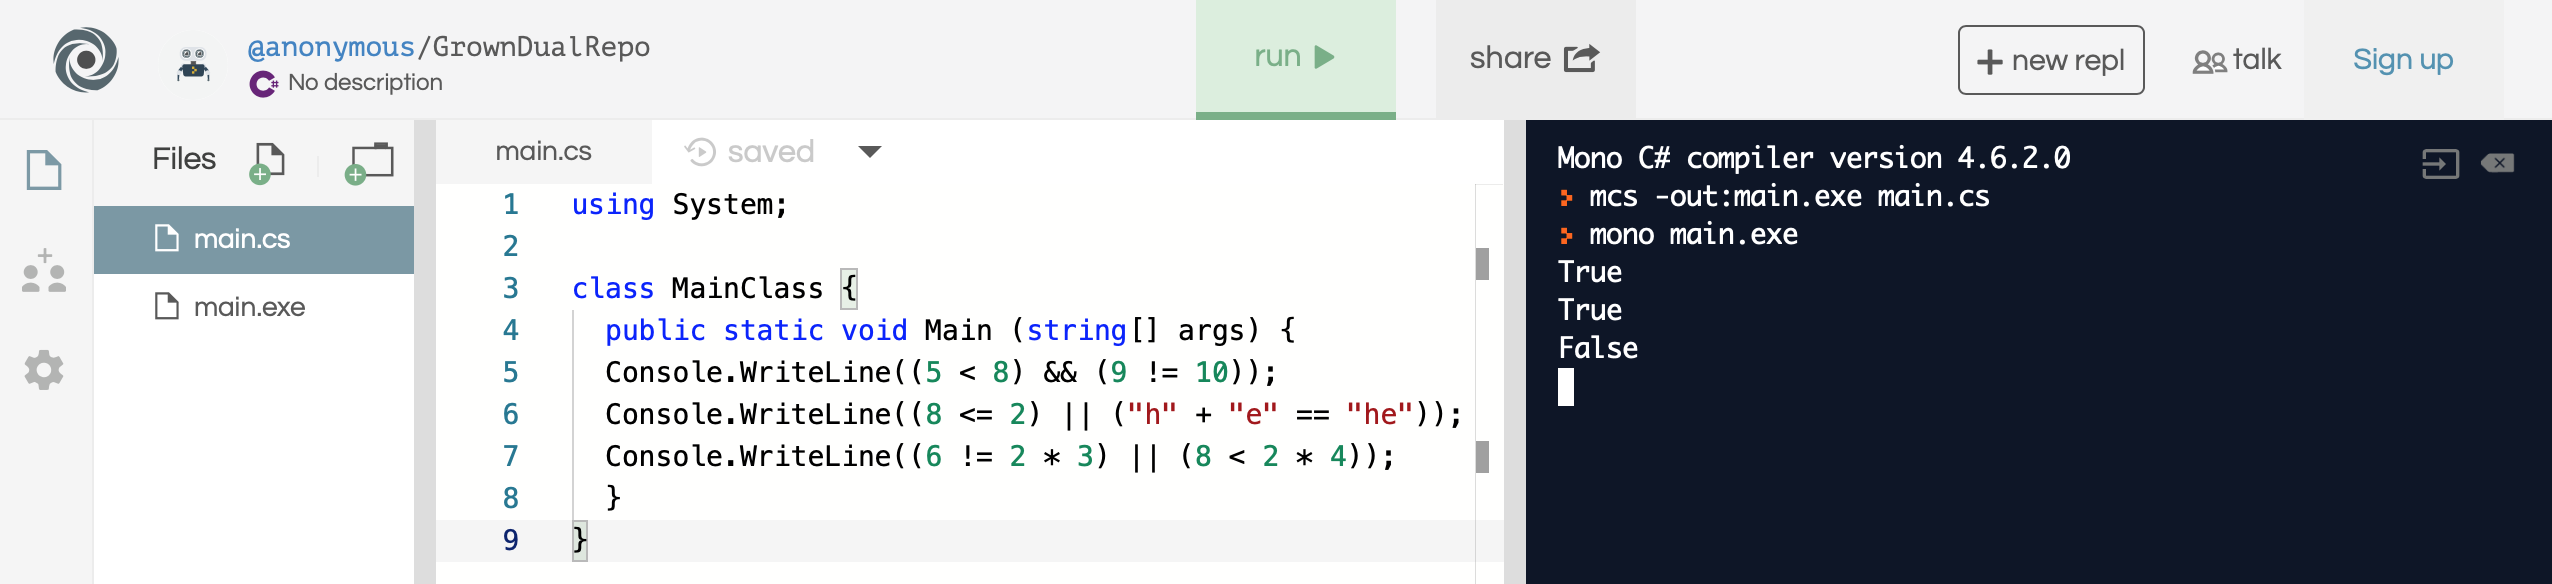 @anonymous/GrownDualRepo
C# No description
run
share
+ new repl
talk
Sign up
Files
main.cs
main.exe
main.cs
saved
1 using System;
2
3 class MainClass {
4 public static void Main (string[] args) {
5 Console.WriteLine((5 < 8) && (9 != 10));
6 Console.WriteLine((8 <= 2) || ("h" + "e" == "he"));
7 Console.WriteLine((6 != 2 * 3) || (8 < 2 * 4));
8 }
9 }
Mono C# compiler version 4.6.2.0
mcs -out:main.exe main.cs
mono main.exe
True
True
False